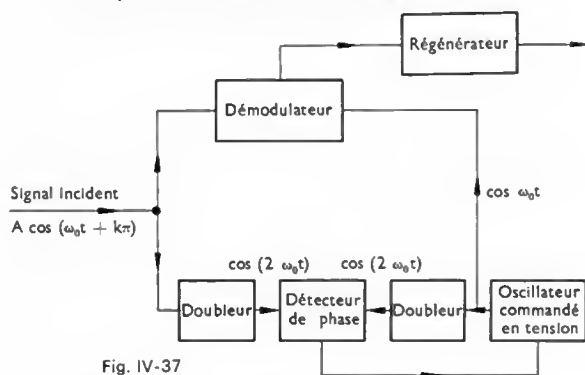 Régénérateur
Démodulateur
Signal incident
A cos (ω₀t + kπ)
cos ω₀t
cos (2 ω₀t)
cos (2 ω₀t)
Doubleur
Détecteur
de phase
Doubleur
Oscillateur
commandé
en tension
Fig. IV-37